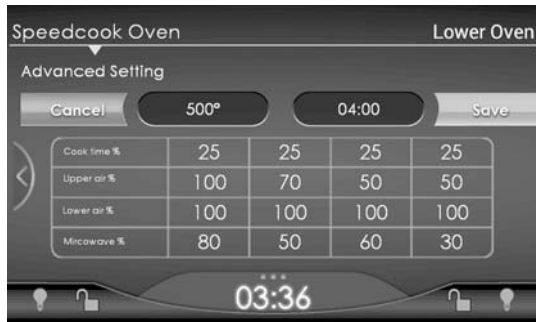 Speedcook Oven Lower Oven
Advanced Setting
Cancel 500° 04:00 Save
Cook time % 25 25 25 25
Upper air % 100 70 50 50
Lower air % 100 100 100 100
Mircowave % 80 50 60 30
03:36